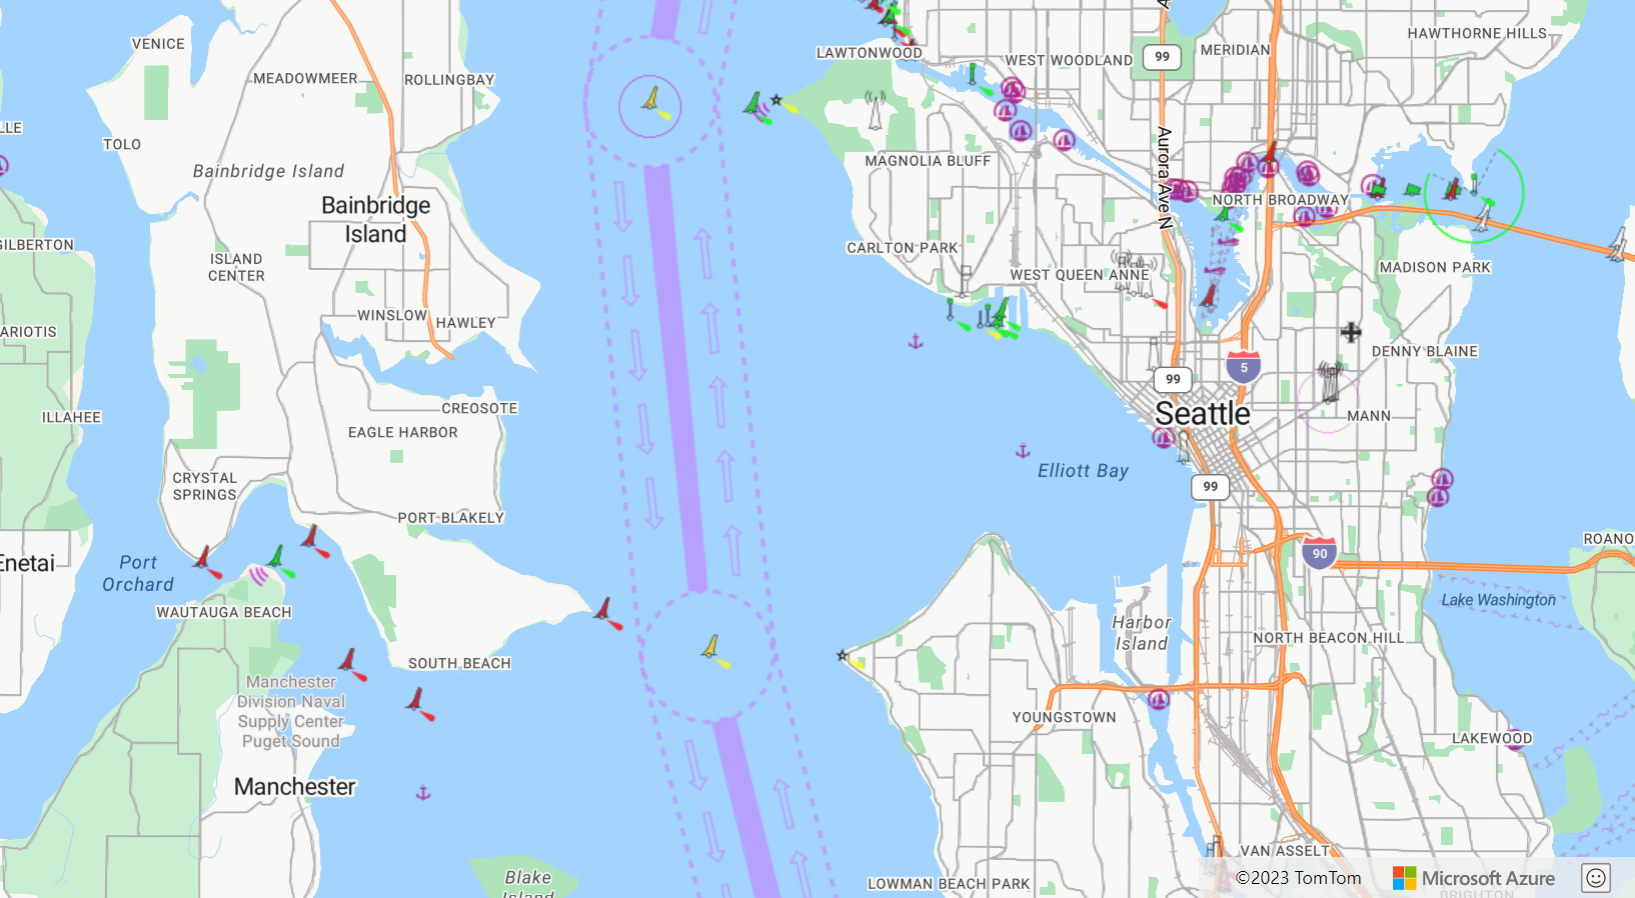 VENICE
MEADOWMEER
ROLLINGBAY
LAWTONWOOD
WEST WOODLAND
99
MERIDIAN
HAWTHORNE HILLS
TOLO
Bainbridge Island
MAGNOLIA BLUFF
Aurora Ave N
Bainbridge
Island
NORTH BROADWAY
GILBERTON
ISLAND
CENTER
CARLTON PARK
WEST QUEEN ANNE
MADISON PARK
ARIOTIS
WINSLOW
HAWLEY
DENNY BLAINE
5
99
ILLAHEE
CREOSOTE
EAGLE HARBOR
Seattle
MANN
CRYSTAL
SPRINGS
Elliott Bay
99
PORT BLAKELY
Enetai
Port
Orchard
90
ROANO
WAUTAUGA BEACH
Lake Washington
Harbor
Island
NORTH BEACON HILL
SOUTH BEACH
Manchester
Division Naval
Supply Center
Puget Sound
YOUNGSTOWN
LAKEWOOD
Manchester
VAN ASSELT
Blake
Island
LOWMAN BEACH PARK
©2023 TomTom
Microsoft Azure
BRIGHTON